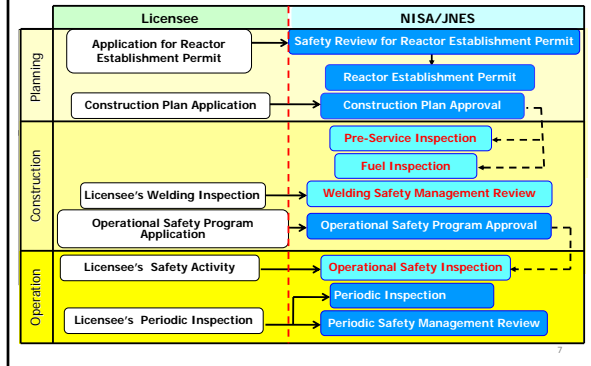 Licensee
NISA/JNES
Planning
Application for Reactor
Establishment Permit
Safety Review for Reactor Establishment Permit
Reactor Establishment Permit
Construction Plan Application
Construction Plan Approval
Construction
Pre-Service Inspection
Fuel Inspection
Licensee's Welding Inspection
Welding Safety Management Review
Operational Safety Program
Application
Operational Safety Program Approval
Operation
Licensee's Safety Activity
Operational Safety Inspection
Periodic Inspection
Licensee's Periodic Inspection
Periodic Safety Management Review
7